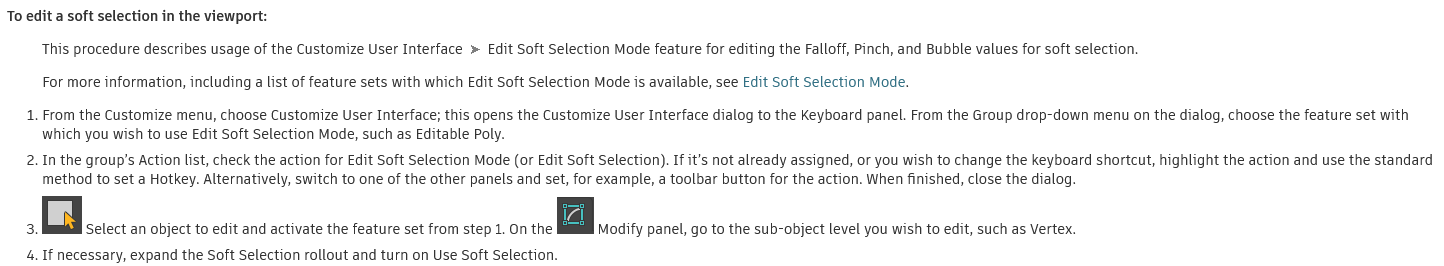 To edit a soft selection in the viewport:
This procedure describes usage of the Customize User Interface ➤ Edit Soft Selection Mode feature for editing the Falloff, Pinch, and Bubble values for soft selection.
For more information, including a list of feature sets with which Edit Soft Selection Mode is available, see Edit Soft Selection Mode.
1. From the Customize menu, choose Customize User Interface; this opens the Customize User Interface dialog to the Keyboard panel. From the Group drop-down menu on the dialog, choose the feature set with
which you wish to use Edit Soft Selection Mode, such as Editable Poly.
2. In the group's Action list, check the action for Edit Soft Selection Mode (or Edit Soft Selection). If it's not already assigned, or you wish to change the keyboard shortcut, highlight the action and use the standard
method to set a Hotkey. Alternatively, switch to one of the other panels and set, for example, a toolbar button for the action. When finished, close the dialog.
3. Select an object to edit and activate the feature set from step 1. On the Modify panel, go to the sub-object level you wish to edit, such as Vertex.
4. If necessary, expand the Soft Selection rollout and turn on Use Soft Selection.